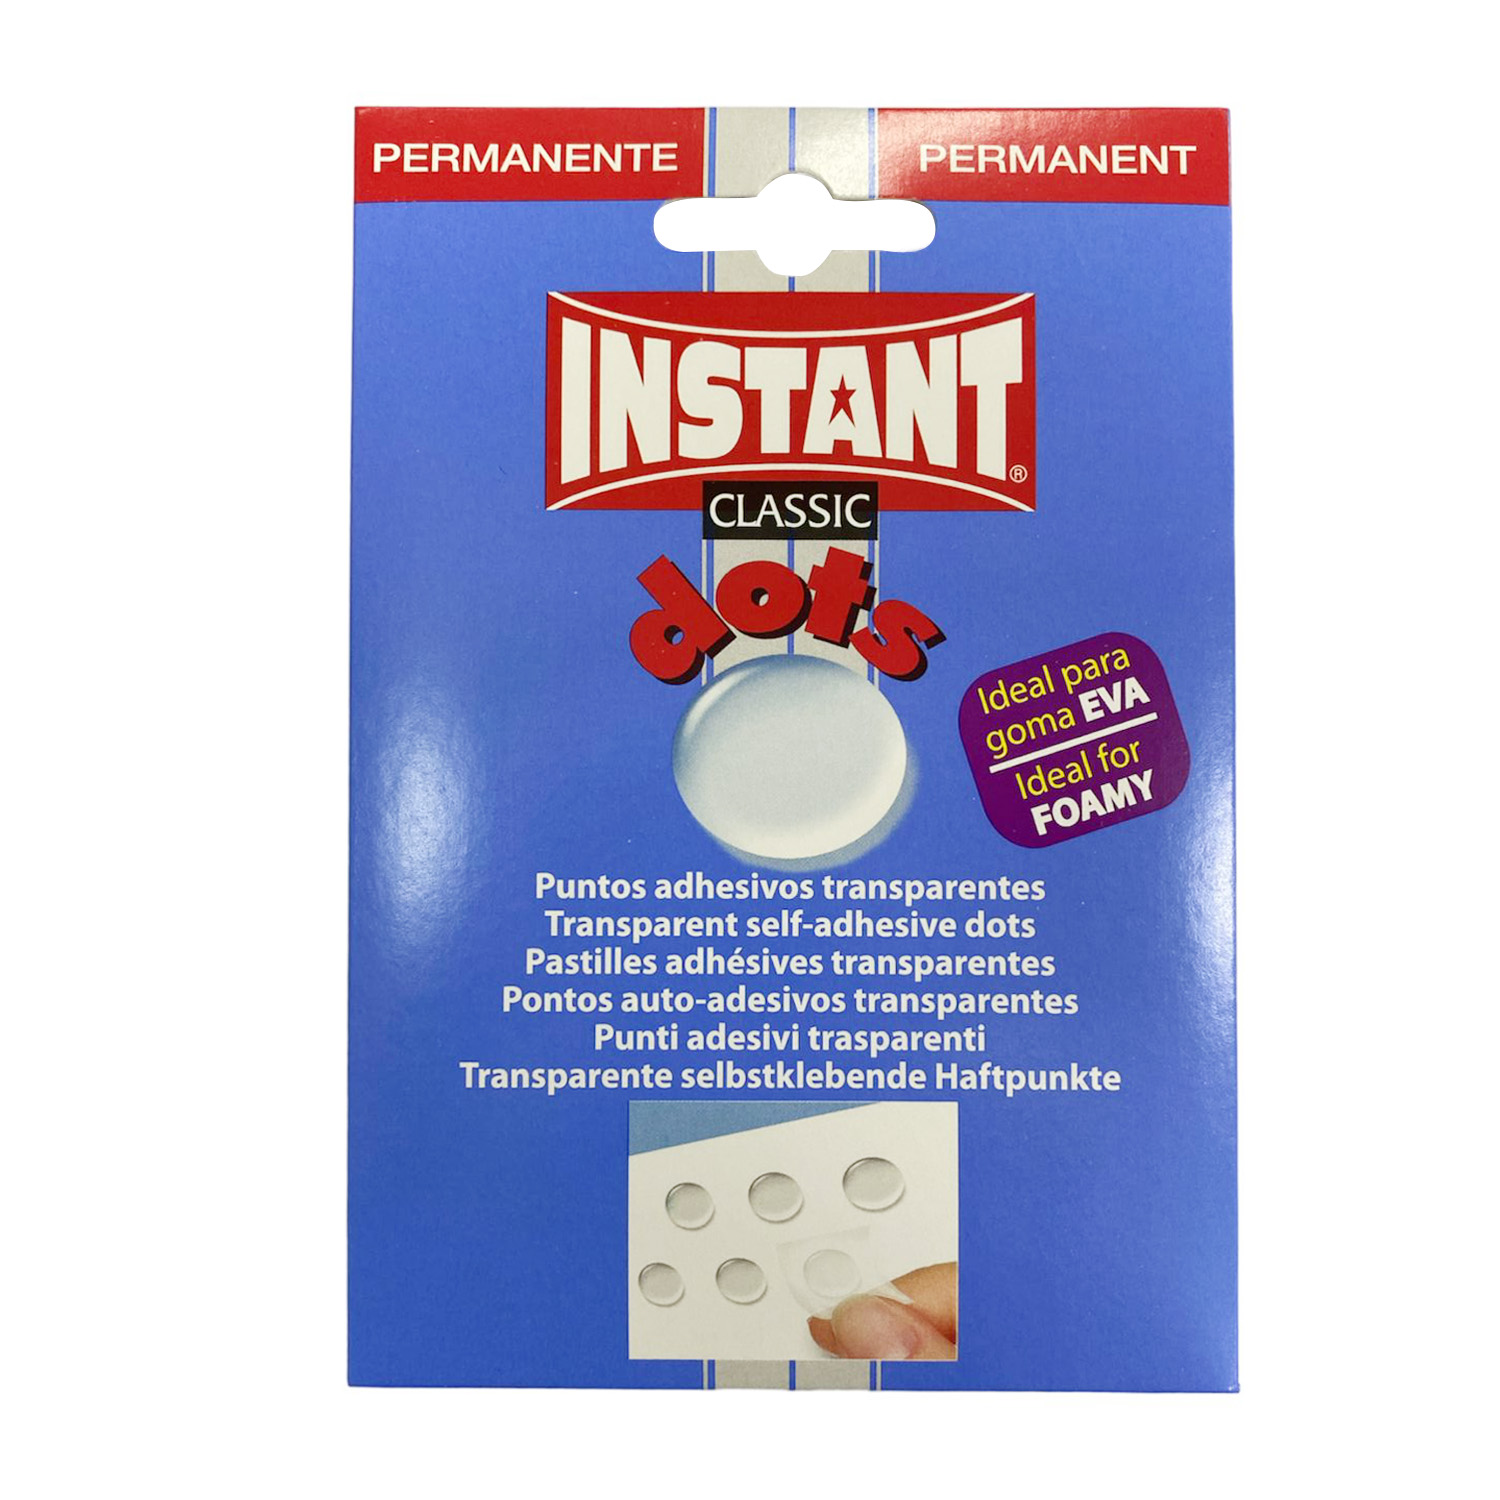 PERMANENTE
PERMANENT
INSTANT®
CLASSIC
dots
Ideal para
goma EVA
Ideal for
FOAMY
Puntos adhesivos transparentes
Transparent self-adhesive dots
Pastilles adhésives transparentes
Pontos auto-adesivos transparentes
Punti adesivi trasparenti
Transparente selbstklebende Haftpunkte